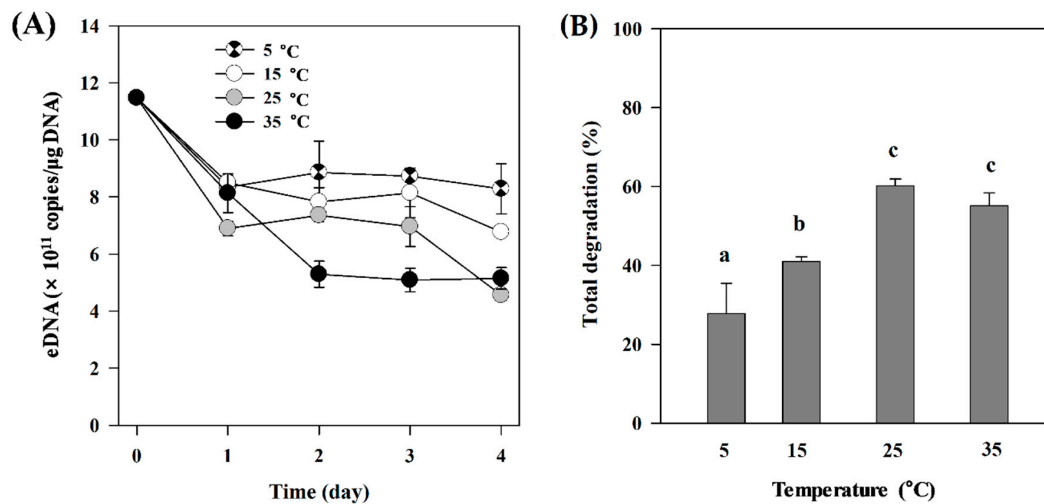 (A)
eDNA (× 10¹¹ copies/µg DNA)
14
12
10
8
6
4
2
0
5 °C
15 °C
25 °C
35 °C
0 1 2 3 4
Time (day)
(B)
Total degradation (%)
100
80
60
40
20
0
a
b
c
c
5 15 25 35
Temperature (°C)